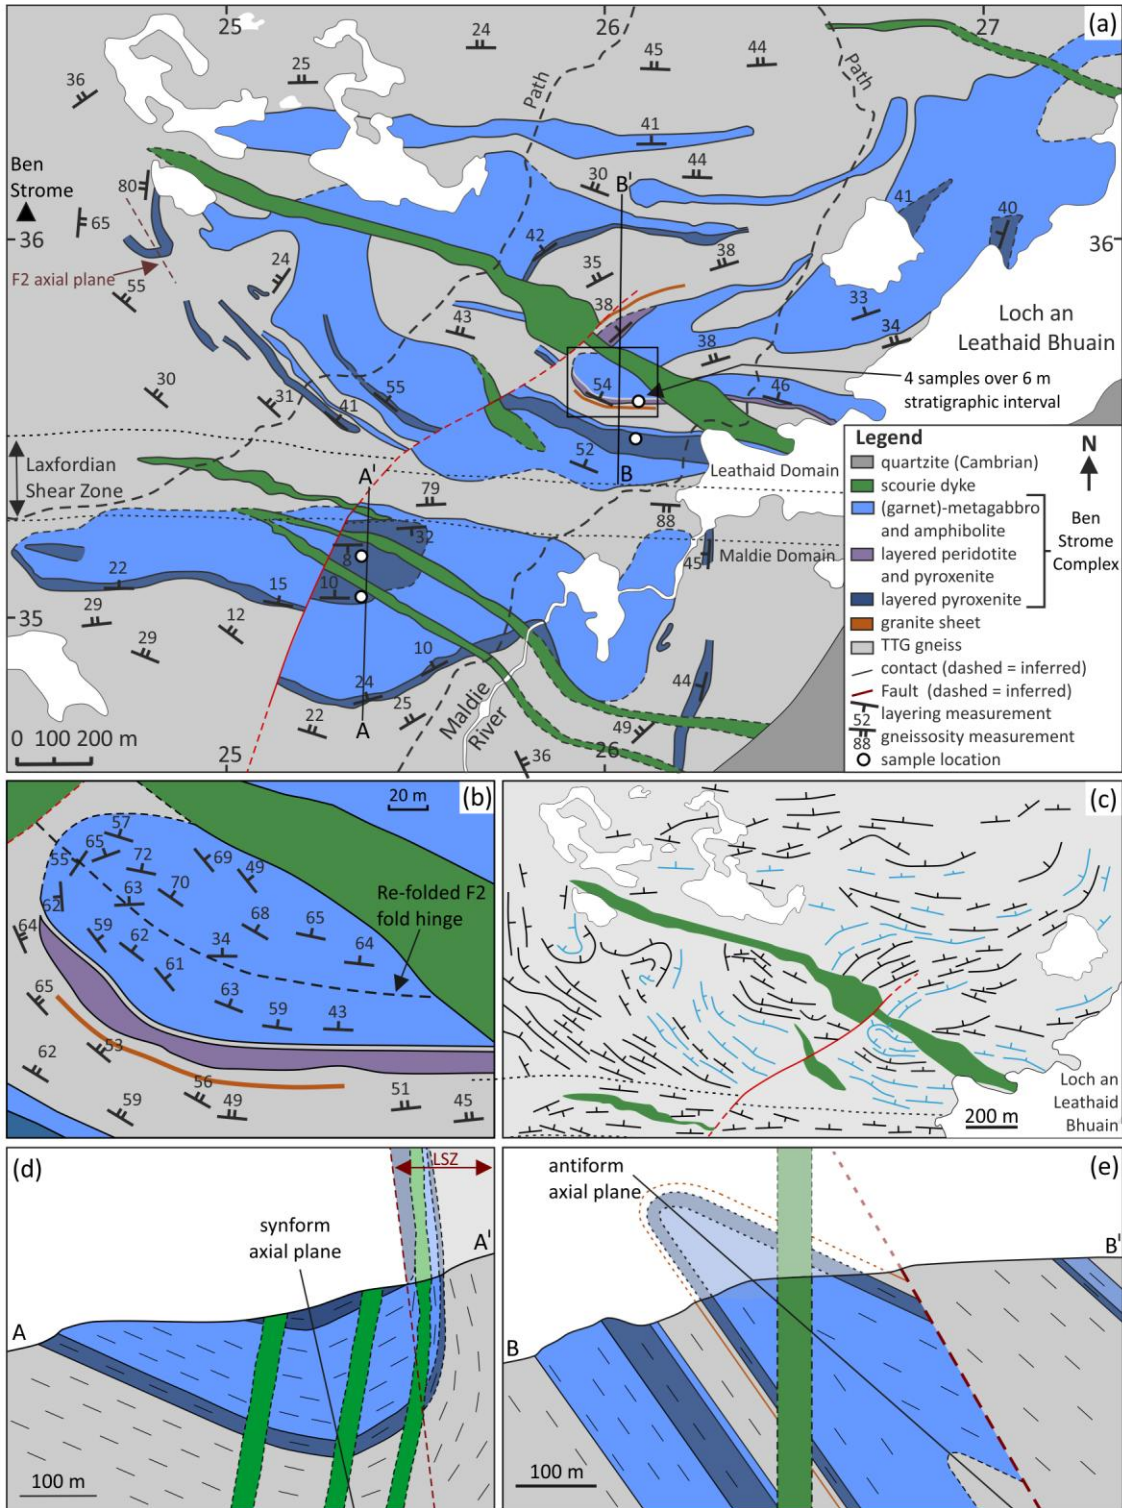 (a)
25
26
27
24
25
36
45
44
Path
Path
Ben
Strome
41
44
30
B'
80
65
36
36
41
40
42
38
35
F2 axial plane
55
24
43
38
33
34
38
Loch an
Leathaid Bhuain
30
31
41
55
54
46
4 samples over 6 m
stratigraphic interval
52
B
Leathaid Domain
Laxfordian
Shear Zone
A'
79
88
32
8
45
Maldie Domain
22
15
10
35
29
12
29
10
24
A
25
22
44
49
36
Maldie
River
0 100 200 m
25
26
Legend
N
quartzite (Cambrian)
scourie dyke
(garnet)-metagabbro
and amphibolite
layered peridotite
and pyroxenite
layered pyroxenite
Ben
Strome
Complex
granite sheet
TTG gneiss
contact (dashed = inferred)
Fault (dashed = inferred)
52 layering measurement
88 gneissosity measurement
sample location
(b)
20 m
57
65
55
72
69
49
63
70
62
68
65
59
62
34
64
64
61
63
59
43
65
53
62
56
59
49
51
45
Re-folded F2
fold hinge
(c)
Loch an
Leathaid
Bhuain
200 m
(d)
LSZ
synform
axial plane
A'
A
100 m
(e)
antiform
axial plane
B'
B
100 m